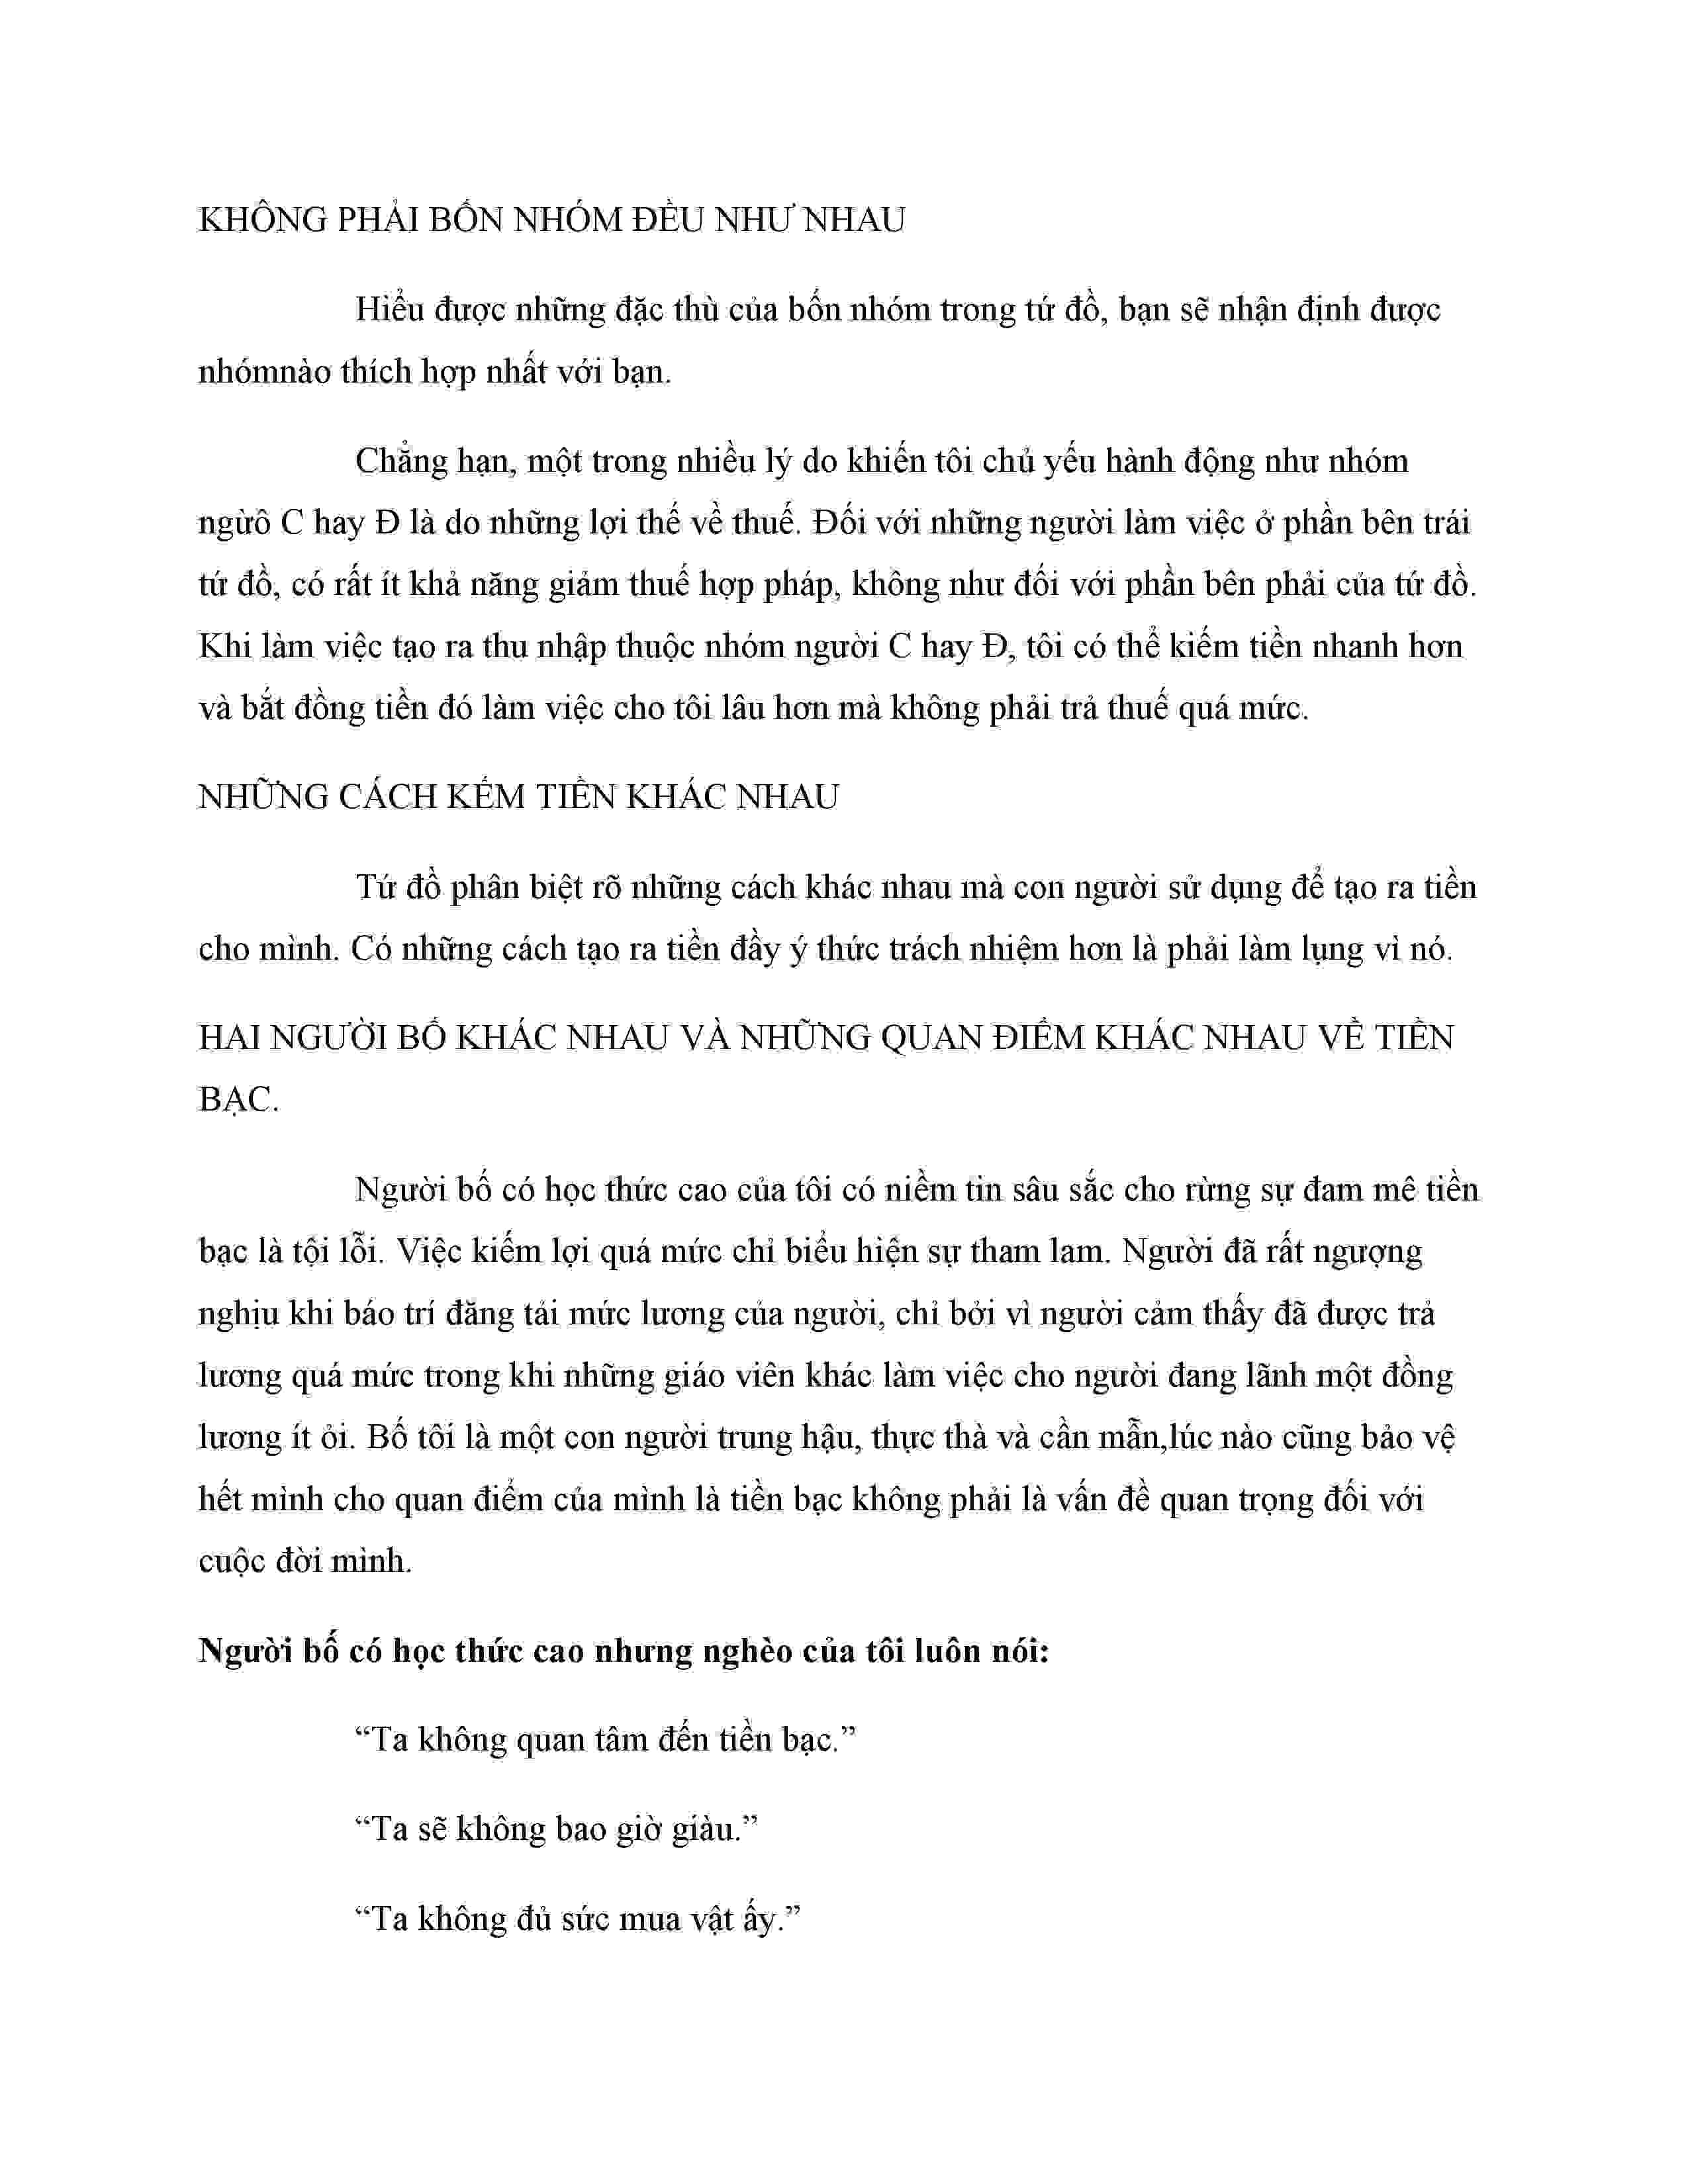 KHÔNG PHẢI BỐN NHÓM ĐỀU NHƯ NHAU
Hiểu được những đặc thù của bốn nhóm trong tứ đồ, bạn sẽ nhận định được
nhómnào thích hợp nhất với bạn.
Chẳng hạn, một trong nhiều lý do khiến tôi chủ yếu hành động như nhóm
ngừô C hay Đ là do những lợi thế về thuế. Đối với những người làm việc ở phần bên trái
tứ đồ, có rất ít khả năng giảm thuế hợp pháp, không như đối với phần bên phải của tứ đồ.
Khi làm việc tạo ra thu nhập thuộc nhóm người C hay Đ, tôi có thể kiếm tiền nhanh hơn
và bắt đồng tiền đó làm việc cho tôi lâu hơn mà không phải trả thuế quá mức.
NHỮNG CÁCH KẾM TIỀN KHÁC NHAU
Tứ đồ phân biệt rõ những cách khác nhau mà con người sử dụng để tạo ra tiền
cho mình. Có những cách tạo ra tiền đầy ý thức trách nhiệm hơn là phải làm lụng vì nó.
HAI NGƯỜI BỐ KHÁC NHAU VÀ NHỮNG QUAN ĐIỂM KHÁC NHAU VỀ TIỀN
BẠC.
Người bố có học thức cao của tôi có niềm tin sâu sắc cho rừng sự đam mê tiền
bạc là tội lỗi. Việc kiếm lợi quá mức chỉ biểu hiện sự tham lam. Người đã rất ngượng
nghịu khi báo trí đăng tải mức lương của người, chỉ bởi vì người cảm thấy đã được trả
lương quá mức trong khi những giáo viên khác làm việc cho người đang lãnh một đồng
lương ít ỏi. Bố tôí là một con người trung hậu, thực thà và cần mẫn,lúc nào cũng bảo vệ
hết mình cho quan điểm của mình là tiền bạc không phải là vấn đề quan trọng đối với
cuộc đời mình.
Người bố có học thức cao nhưng nghèo của tôi luôn nói:
“Ta không quan tâm đến tiền bạc.”
“Ta sẽ không bao giờ giàu.”
“Ta không đủ sức mua vật ấy.”